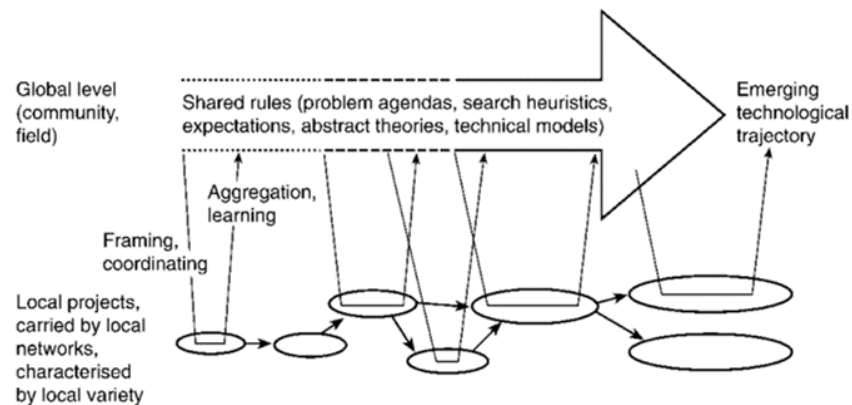 Global level
(community,
field)
Shared rules (problem agendas, search heuristics,
expectations, abstract theories, technical models)
Emerging
technological
trajectory
Aggregation,
learning
Framing,
coordinating
Local projects,
carried by local
networks,
characterised
by local variety